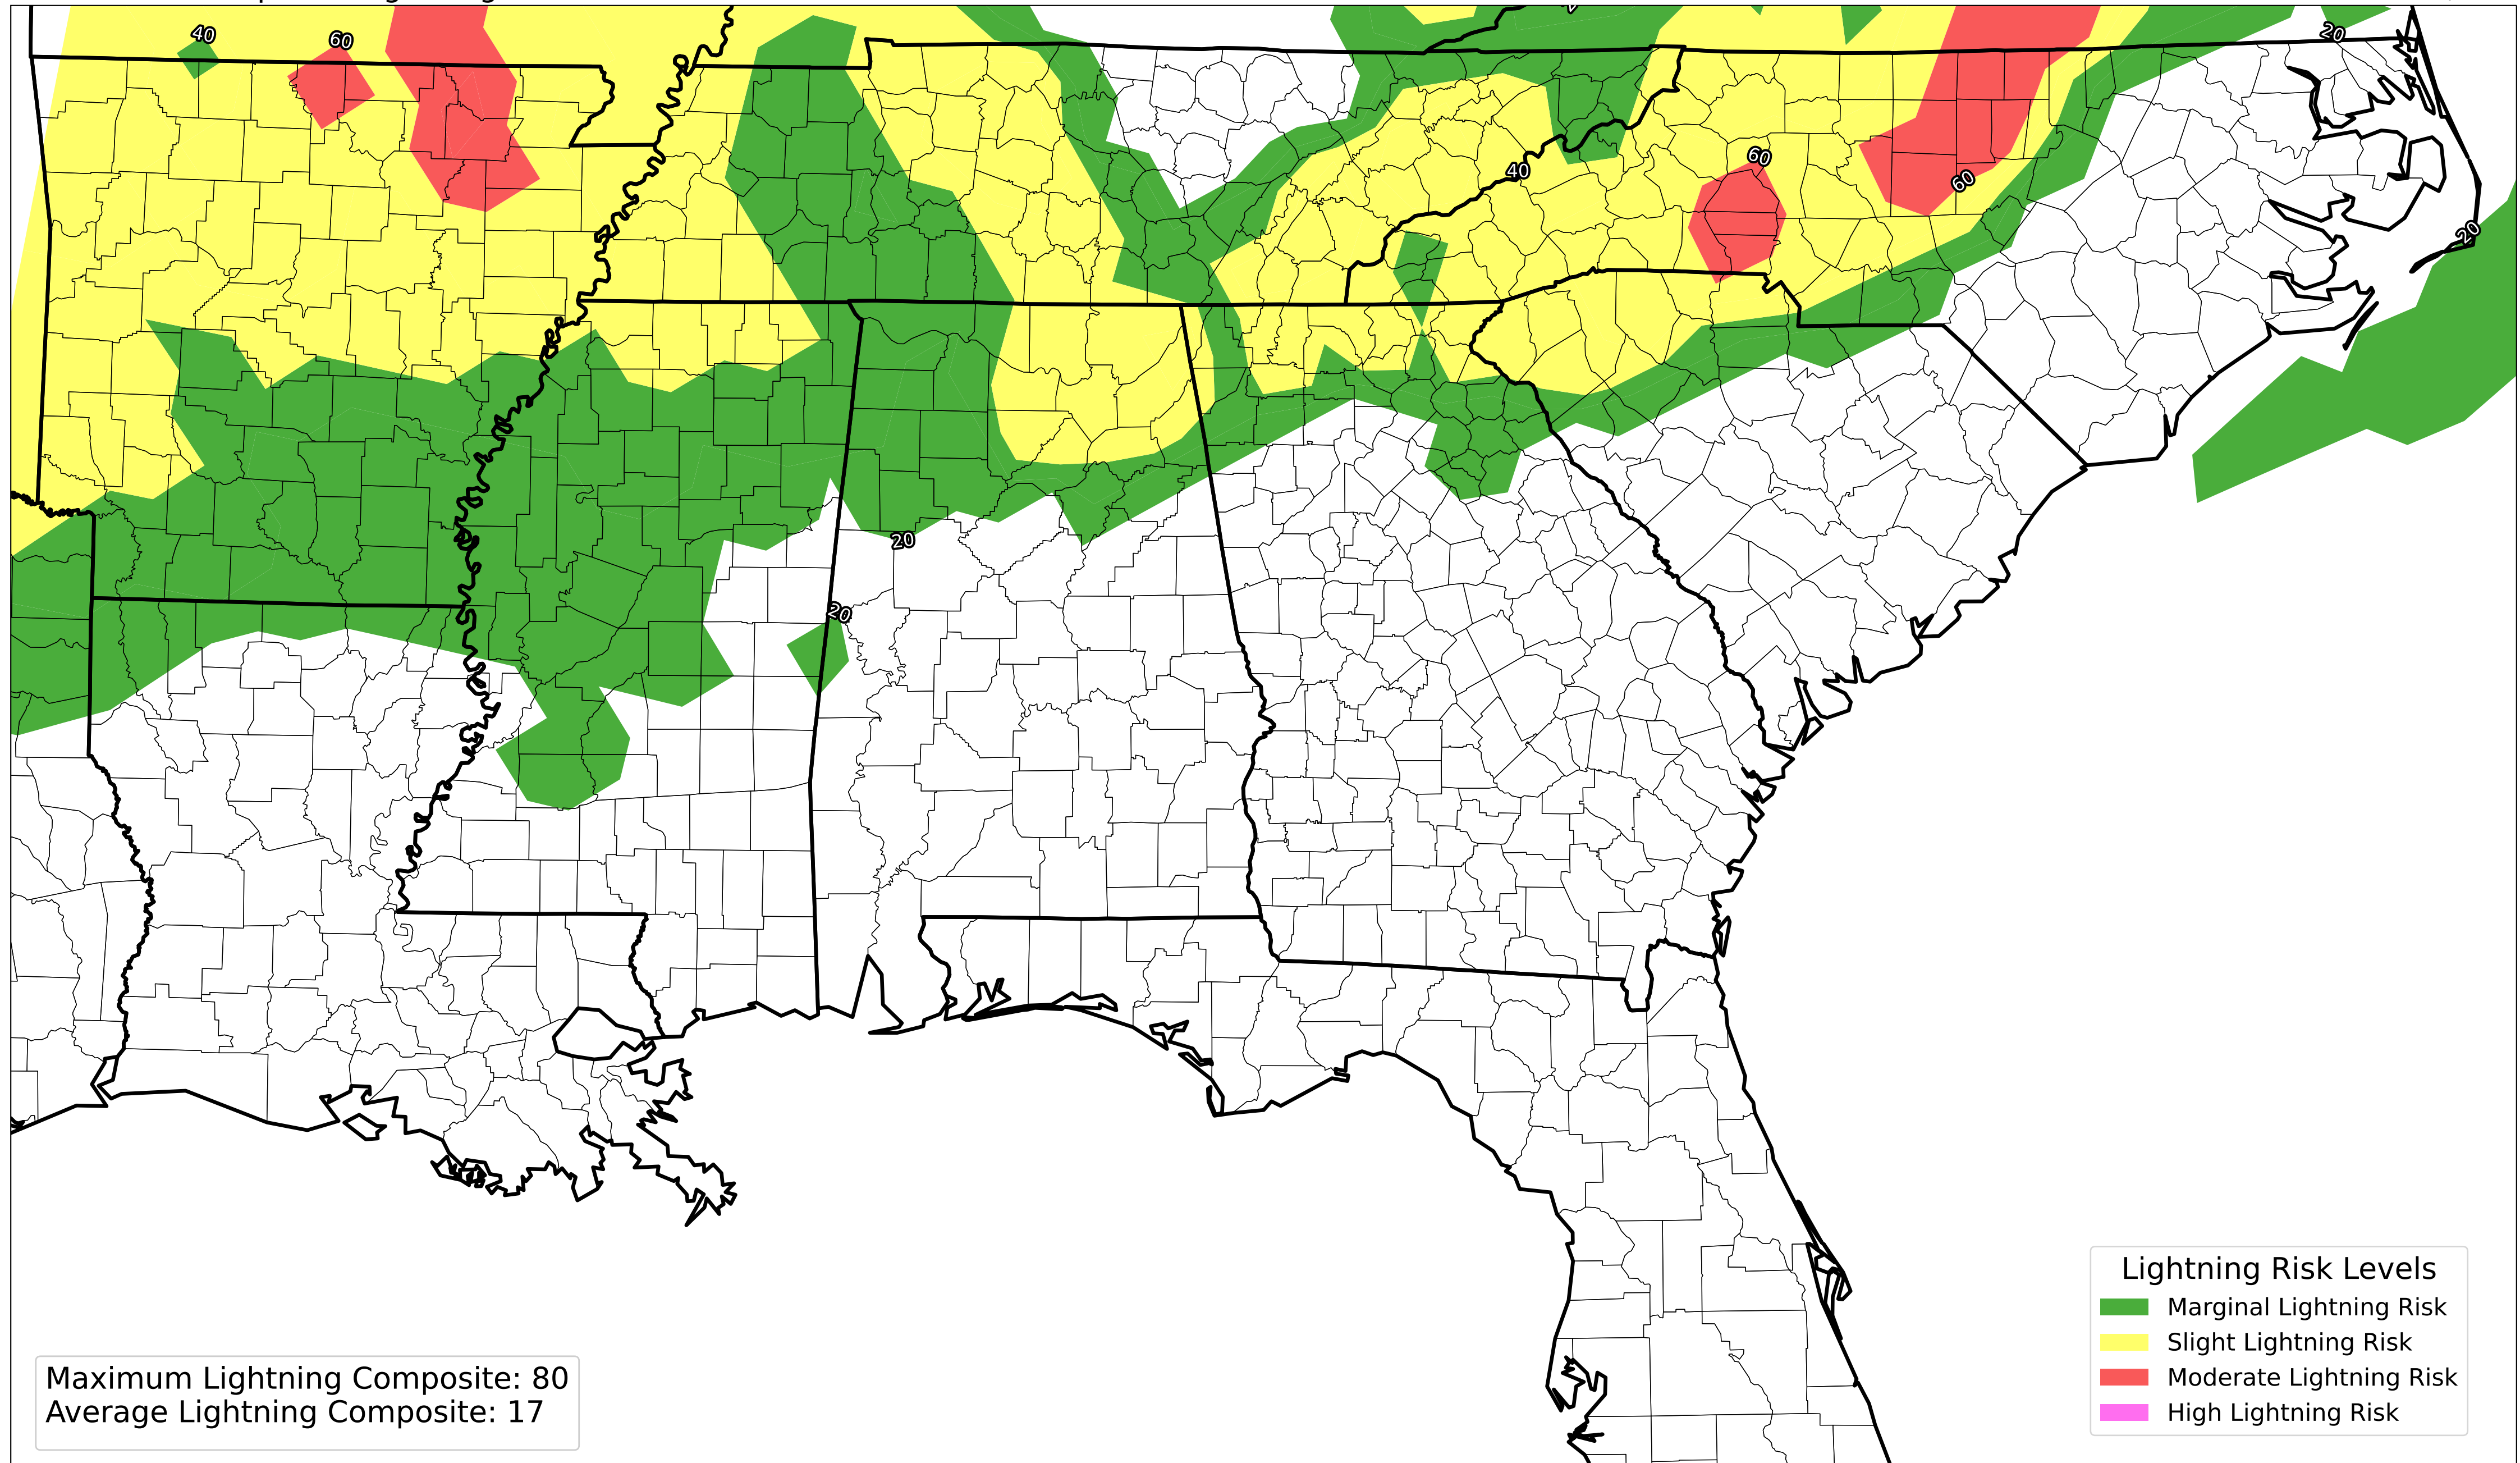 40
60
20
60
40
60
20
20
20
Lightning Risk Levels
Marginal Lightning Risk
Slight Lightning Risk
Moderate Lightning Risk
High Lightning Risk
Maximum Lightning Composite: 80
Average Lightning Composite: 17